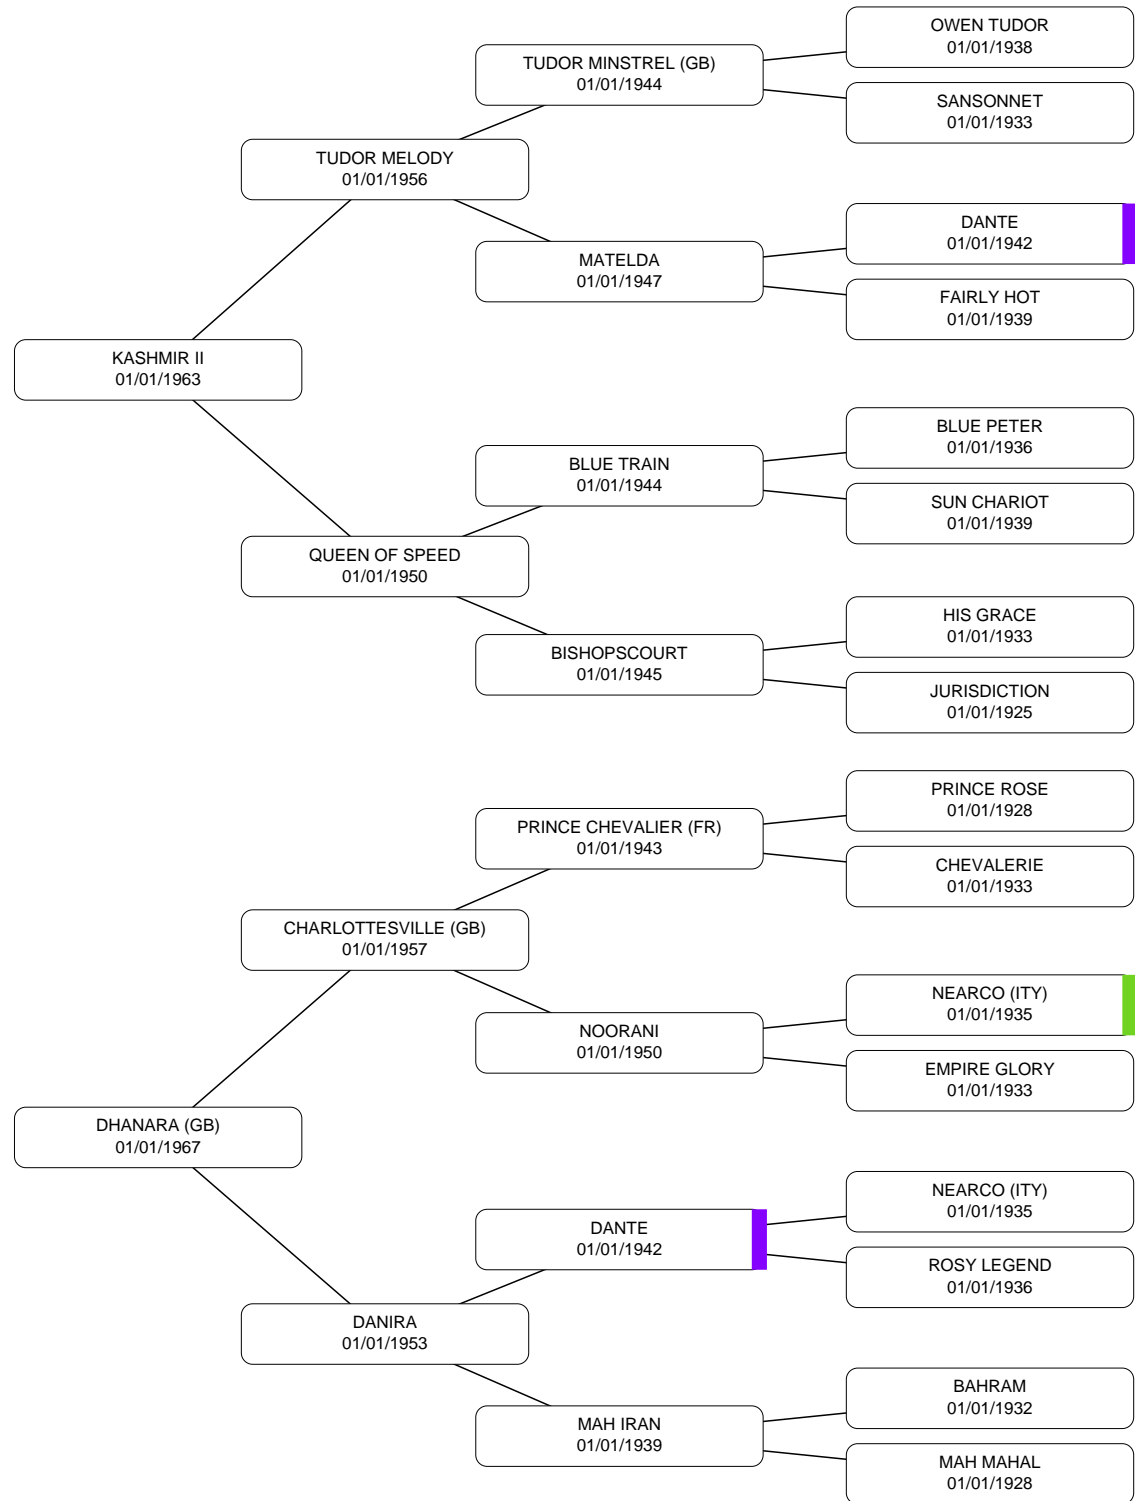 OWEN TUDOR
01/01/1938
TUDOR MINSTREL (GB)
01/01/1944
SANSONNET
01/01/1933
TUDOR MELODY
01/01/1956
DANTE
01/01/1942
MATELDA
01/01/1947
FAIRLY HOT
01/01/1939
KASHMIR II
01/01/1963
BLUE PETER
01/01/1936
BLUE TRAIN
01/01/1944
SUN CHARIOT
01/01/1939
QUEEN OF SPEED
01/01/1950
HIS GRACE
01/01/1933
BISHOPSCOURT
01/01/1945
JURISDICTION
01/01/1925
PRINCE ROSE
01/01/1928
PRINCE CHEVALIER (FR)
01/01/1943
CHEVALERIE
01/01/1933
CHARLOTTESVILLE (GB)
01/01/1957
NEARCO (ITY)
01/01/1935
NOORANI
01/01/1950
EMPIRE GLORY
01/01/1933
DHANARA (GB)
01/01/1967
NEARCO (ITY)
01/01/1935
DANTE
01/01/1942
ROSY LEGEND
01/01/1936
DANIRA
01/01/1953
BAHRAM
01/01/1932
MAH IRAN
01/01/1939
MAH MAHAL
01/01/1928